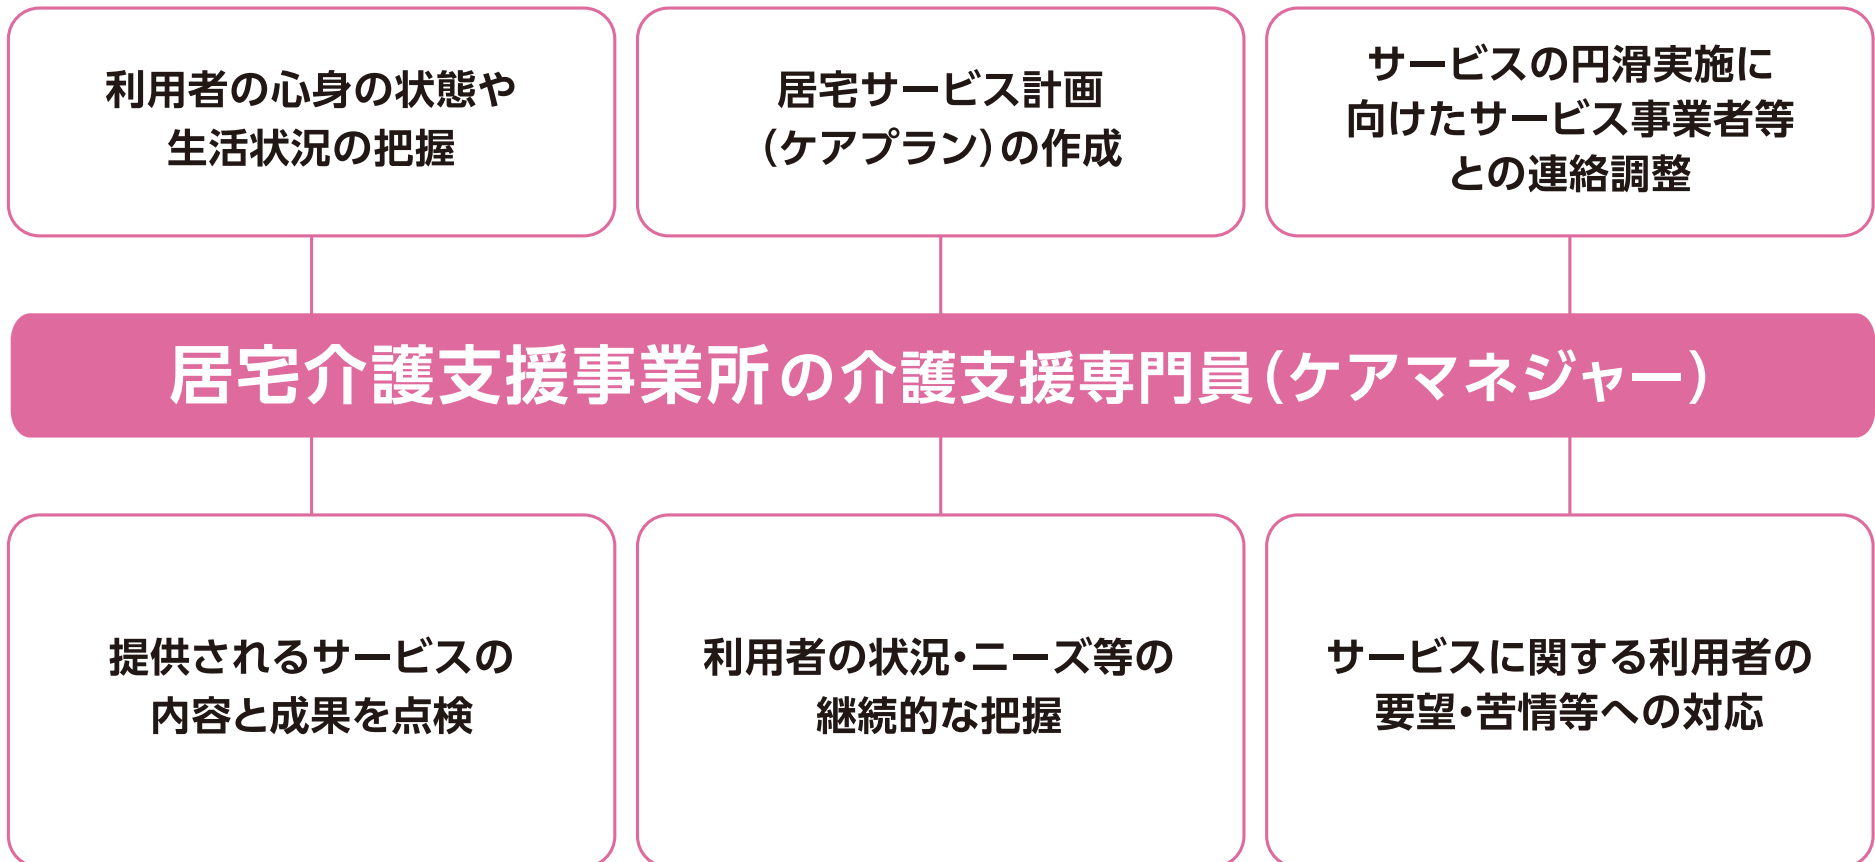 利用者の心身の状態や
生活状況の把握
居宅サービス計画
（ケアプラン）の作成
サービスの円滑実施に
向けたサービス事業者等
との連絡調整
居宅介護支援事業所の介護支援専門員（ケアマネジャー）
提供されるサービスの
内容と成果を点検
利用者の状況・ニーズ等の
継続的な把握
サービスに関する利用者の
要望・苦情等への対応